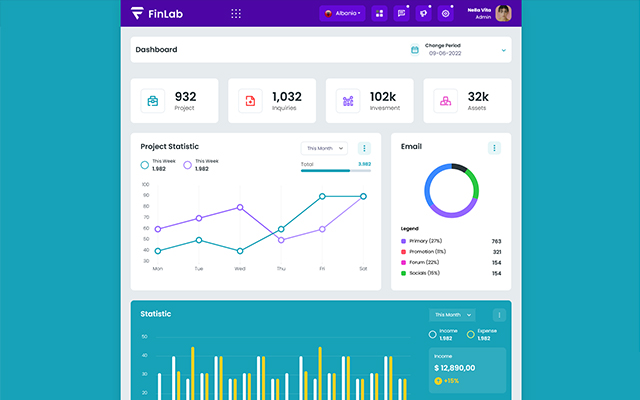 FinLab
Albania
Nella Vita
Admin
Dashboard
Change Period
09-06-2022
932
Project
1,032
Inquiries
102k
Invesment
32k
Assets
Project Statistic
This Month
This Week
1.982
This Week
1.982
Total
3.982
100
90
80
70
60
50
40
30
Mon
Tue
Wed
Thu
Fri
Sat
Email
Legend
Primary (27%)
763
Promotion (11%)
321
Forum (22%)
154
Socials (15%)
154
Statistic
This Month
Income
1.982
Expense
1.982
50
40
30
20
10
Income
$ 12,890,00
+15%